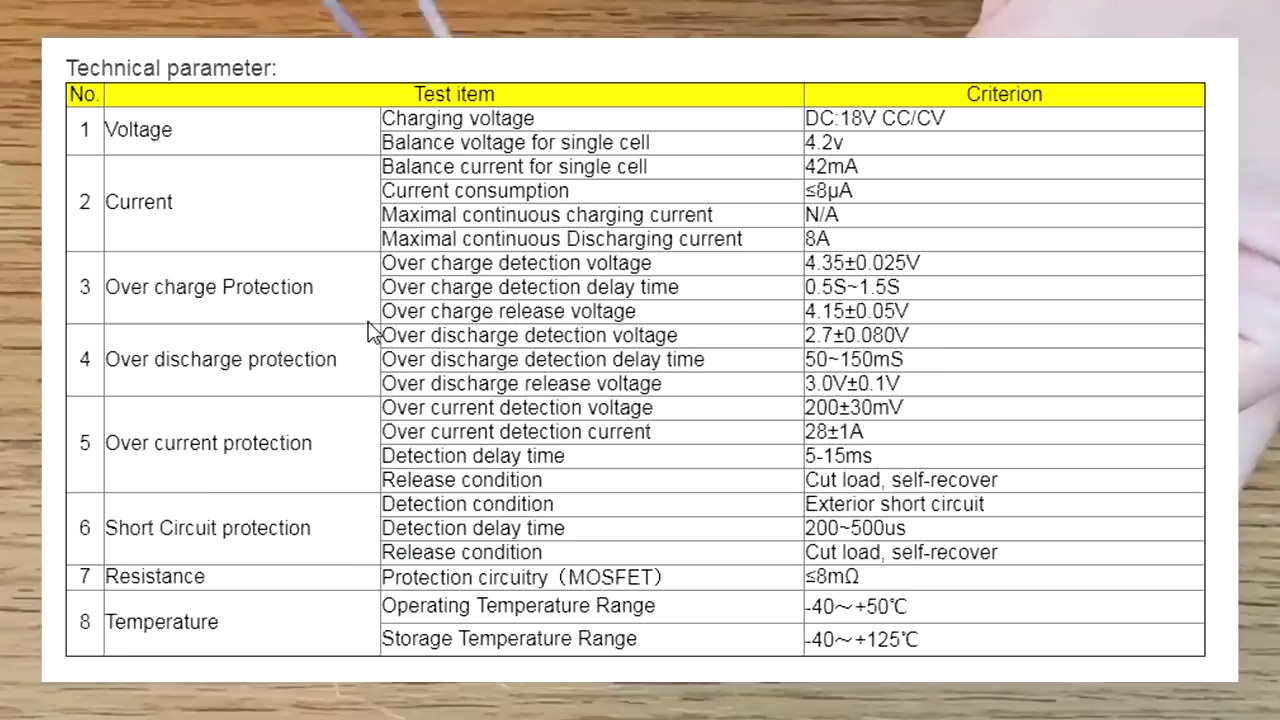 Technical parameter:
No. Test item Criterion
1 Voltage Charging voltage DC:18V CC/CV
Balance voltage for single cell 4.2v
2 Current Balance current for single cell 42mA
Current consumption ≤8μA
Maximal continuous charging current N/A
Maximal continuous Discharging current 8A
3 Over charge Protection Over charge detection voltage 4.35±0.025V
Over charge detection delay time 0.5S~1.5S
Over charge release voltage 4.15±0.05V
4 Over discharge protection Over discharge detection voltage 2.7±0.080V
Over discharge detection delay time 50~150mS
Over discharge release voltage 3.0V±0.1V
5 Over current protection Over current detection voltage 200±30mV
Over current detection current 28±1A
Detection delay time 5-15ms
Release condition Cut load, self-recover
6 Short Circuit protection Detection condition Exterior short circuit
Detection delay time 200~500us
Release condition Cut load, self-recover
7 Resistance Protection circuitry（MOSFET） ≤8mΩ
8 Temperature Operating Temperature Range -40～+50℃
Storage Temperature Range -40～+125℃